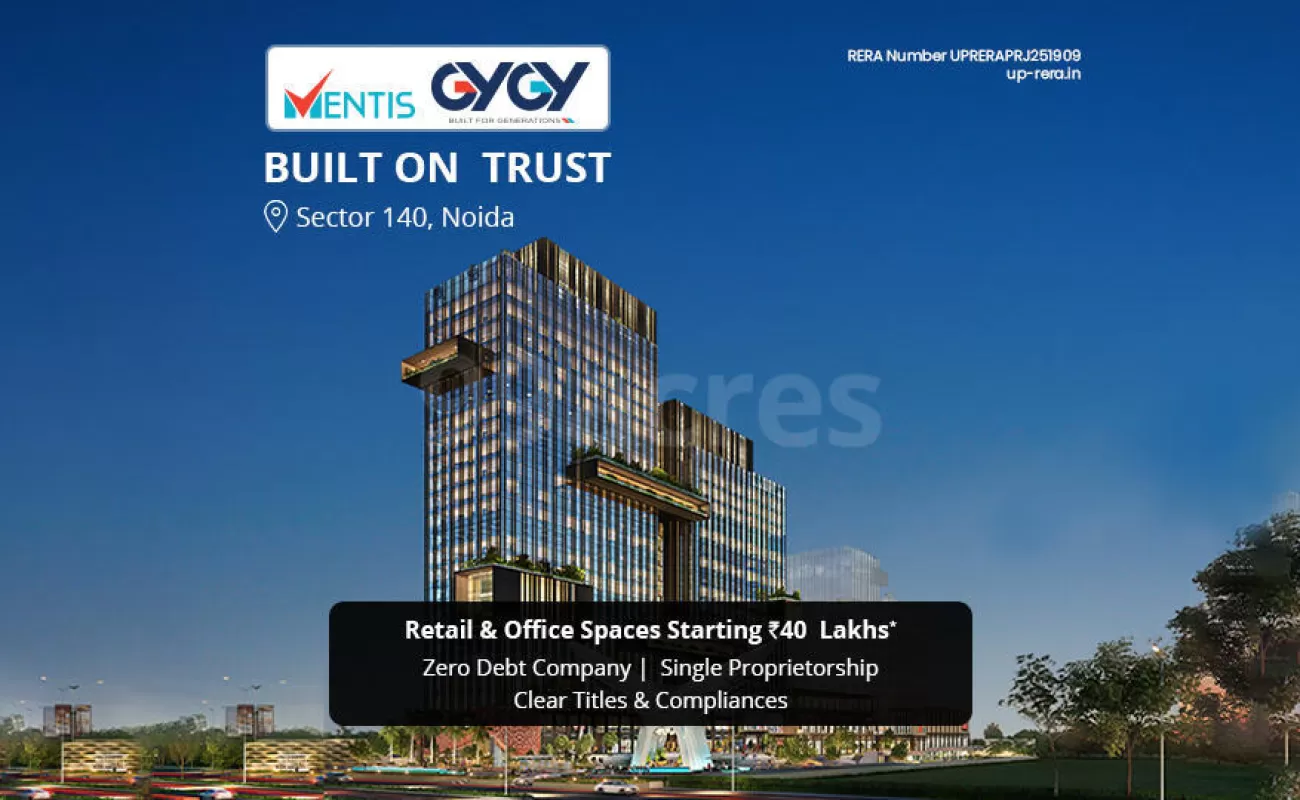 MENTIS GYGY
BUILT FOR GENERATIONS
RERA Number UPRERAPRJ251909
up-rera.in
BUILT ON TRUST
Sector 140, Noida
acres
Retail & Office Spaces Starting ₹40 Lakhs*
Zero Debt Company | Single Proprietorship
Clear Titles & Compliances